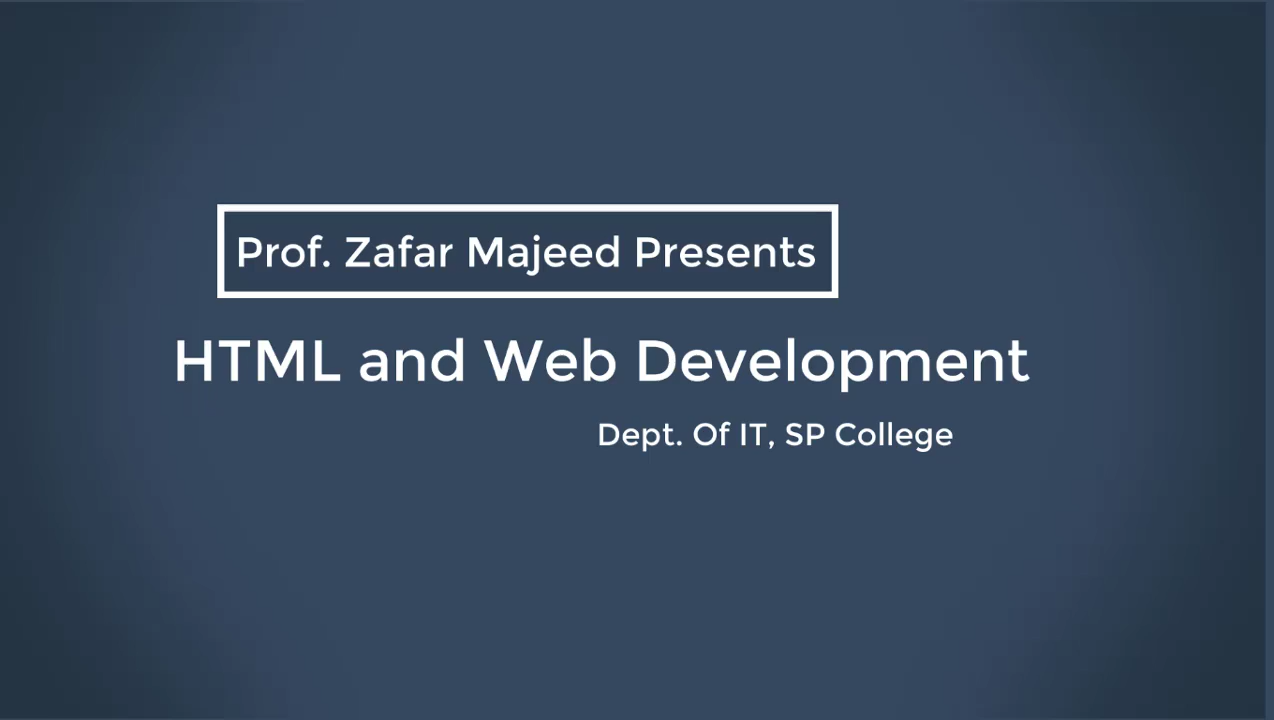 Prof. Zafar Majeed Presents
HTML and Web Development
Dept. Of IT, SP College